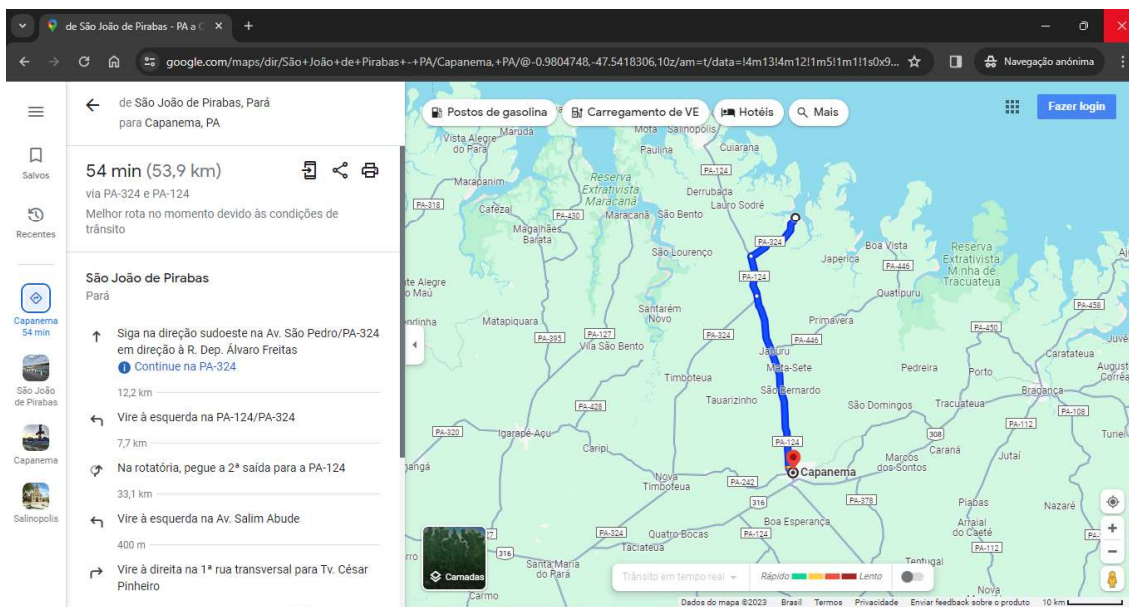 de São João de Pirabas - PA a C
google.com/maps/dir/São+João+de+Pirabas+-+PA/Capanema,+PA/@-0.9804748,-47.5418306,10z/am=t/data=!4m13!4m12!1m5!1m1!1s0x9...
Navegação anônima
de São João de Pirabas, Pará
para Capanema, PA
54 min (53,9 km)
via PA-324 e PA-124
Melhor rota no momento devido às condições de
trânsito
São João de Pirabas
Pará
Siga na direção sudoeste na Av. São Pedro/PA-324
em direção à R. Dep. Álvaro Freitas
Continue na PA-324
12,2 km
Vire à esquerda na PA-124/PA-324
7,7 km
Na rotatória, pegue a 2ª saída para a PA-124
33,1 km
Vire à esquerda na Av. Salim Abude
400 m
Vire à direita na 1ª rua transversal para Tv. César
Pinheiro
Salvos
Recentes
Capanema
54 min
São João
de Pirabas
Capanema
Salinopolis
Postos de gasolina
Carregamento de VE
Hotéis
Mais
Fazer login
Vista Alegre
do Pará
Maruda
Mota
Salinópolis
Paulina
Cuiarana
PA-124
Marapanim
Reserva
Extrativista
Maracanã
Derrubada
PA-318
Cafezal
PA-430
Maracanã
São Bento
Lauro Sodré
Magalhães
Barata
PA-324
Boa Vista
São Lourenço
Japerica
PA-446
Reserva
Extrativista
Minha de
Tracuateua
PA-124
Quatipuru
PA-458
Santarém
Novo
Matapiquara
PA-395
PA-127
Vila São Bento
PA-324
Primavera
PA-446
PA-450
Japuru
Mata-Sete
Caratateua
Timboteua
Pedreira
Porto
São Bernardo
Tauarizinho
Bragança
PA-428
São Domingos
Tracuateua
PA-108
PA-112
PA-320
Igarapé-Açu
308
PA-124
Caripi
Caraná
Jutaí
Marcos
dos-Santos
Capanema
Nova
Timboteua
PA-242
316
PA-378
Piabas
Nazaré
Boa Esperança
Arraial
do Caeté
PA-324
Quatro-Bocas
PA-124
PA-112
Taciateua
316
Santa Maria
do Pará
Tentugal
Carmo
Nova
Camadas
Trânsito em tempo real
Rápido
Lento
Dados do mapa ©2023
Brasil
Termos
Privacidade
Enviar feedback sobre o produto
10 km